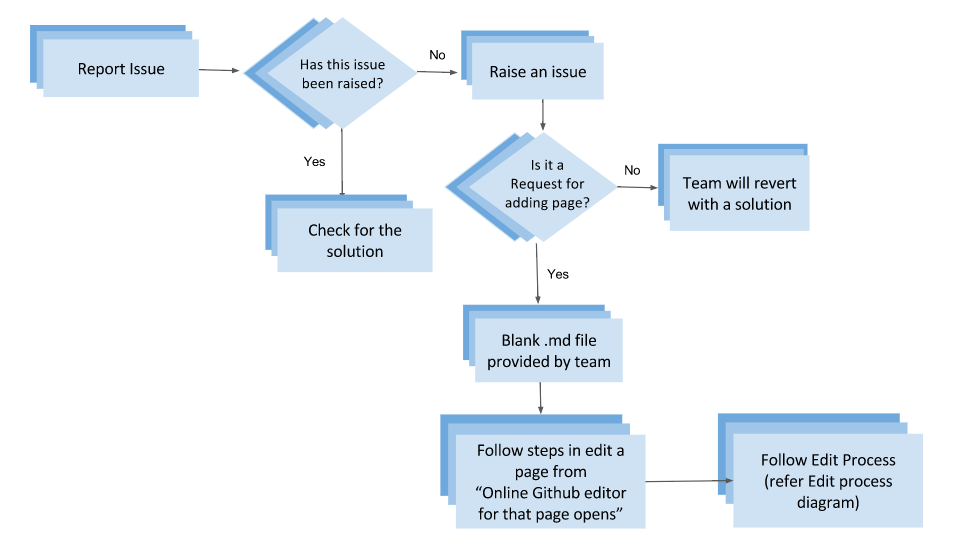 Report Issue
Has this issue
been raised?
No
Raise an issue
Yes
Check for the
solution
Is it a
Request for
adding page?
No
Team will revert
with a solution
Yes
Blank .md file
provided by team
Follow steps in edit a
page from
“Online Github editor
for that page opens”
Follow Edit Process
(refer Edit process
diagram)